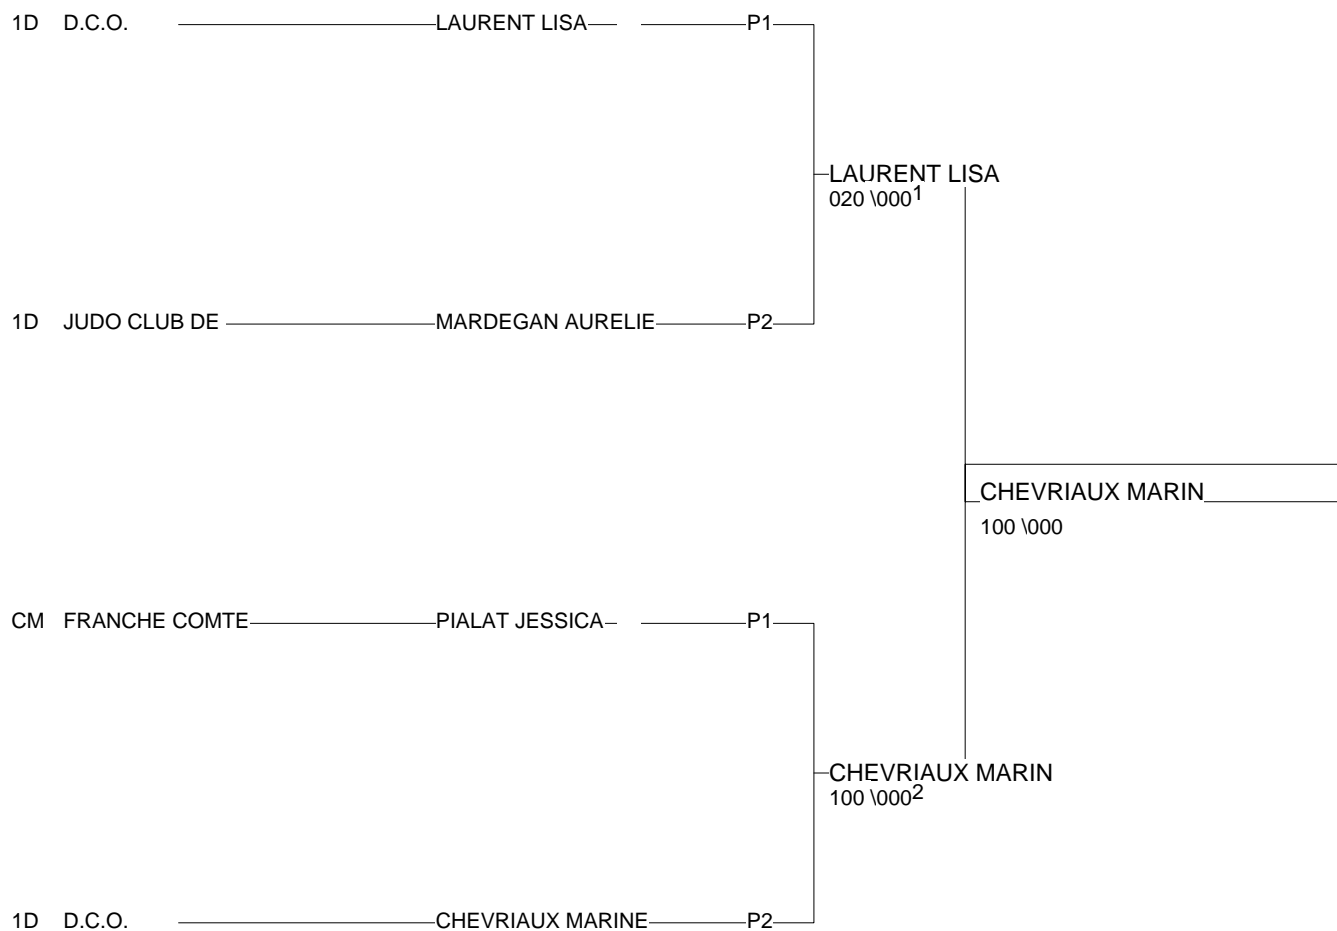 1D D.C.O. LAURENT LISA P1
LAURENT LISA
020 \000 1
1D JUDO CLUB DE MARDEGAN AURELIE P2
CHEVRIAUX MARIN
100 \000
CM FRANCHE COMTE PIALAT JESSICA P1
CHEVRIAUX MARIN
100 \000 2
1D D.C.O. CHEVRIAUX MARINE P2